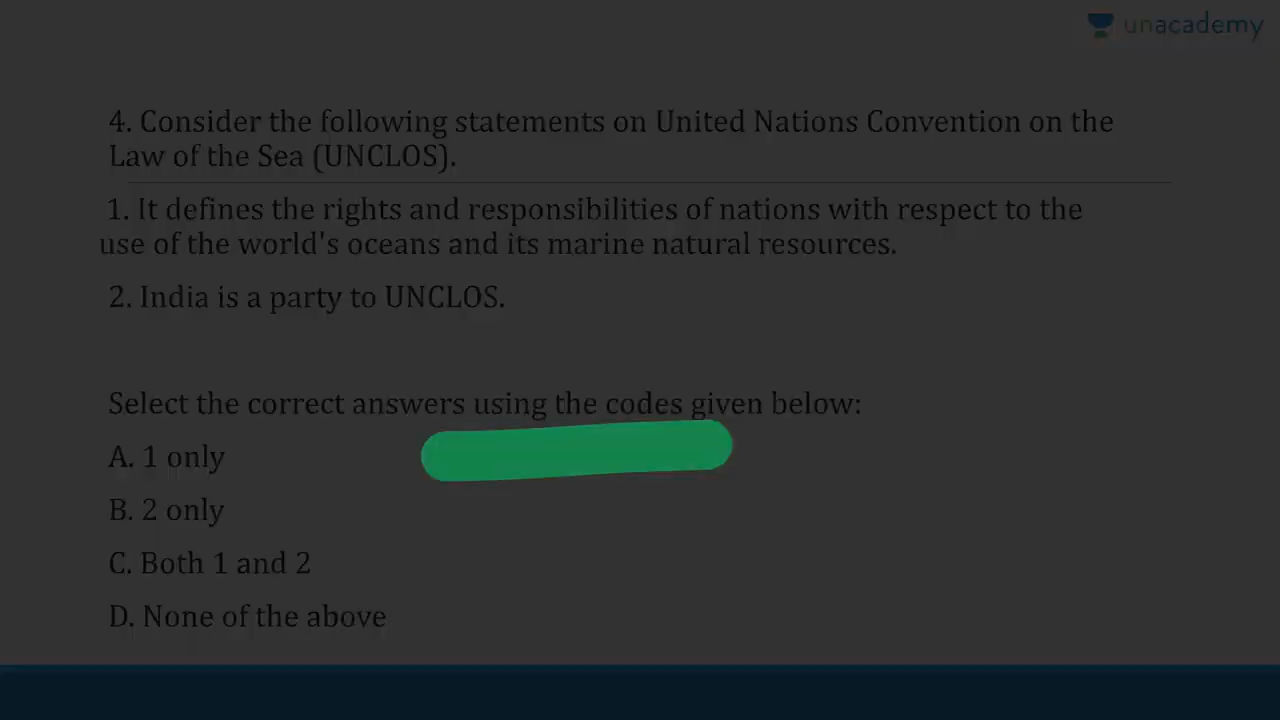 unacademy
4. Consider the following statements on United Nations Convention on the
Law of the Sea (UNCLOS).
1. It defines the rights and responsibilities of nations with respect to the
use of the world's oceans and its marine natural resources.
2. India is a party to UNCLOS.
Select the correct answers using the codes given below:
A. 1 only
B. 2 only
C. Both 1 and 2
D. None of the above